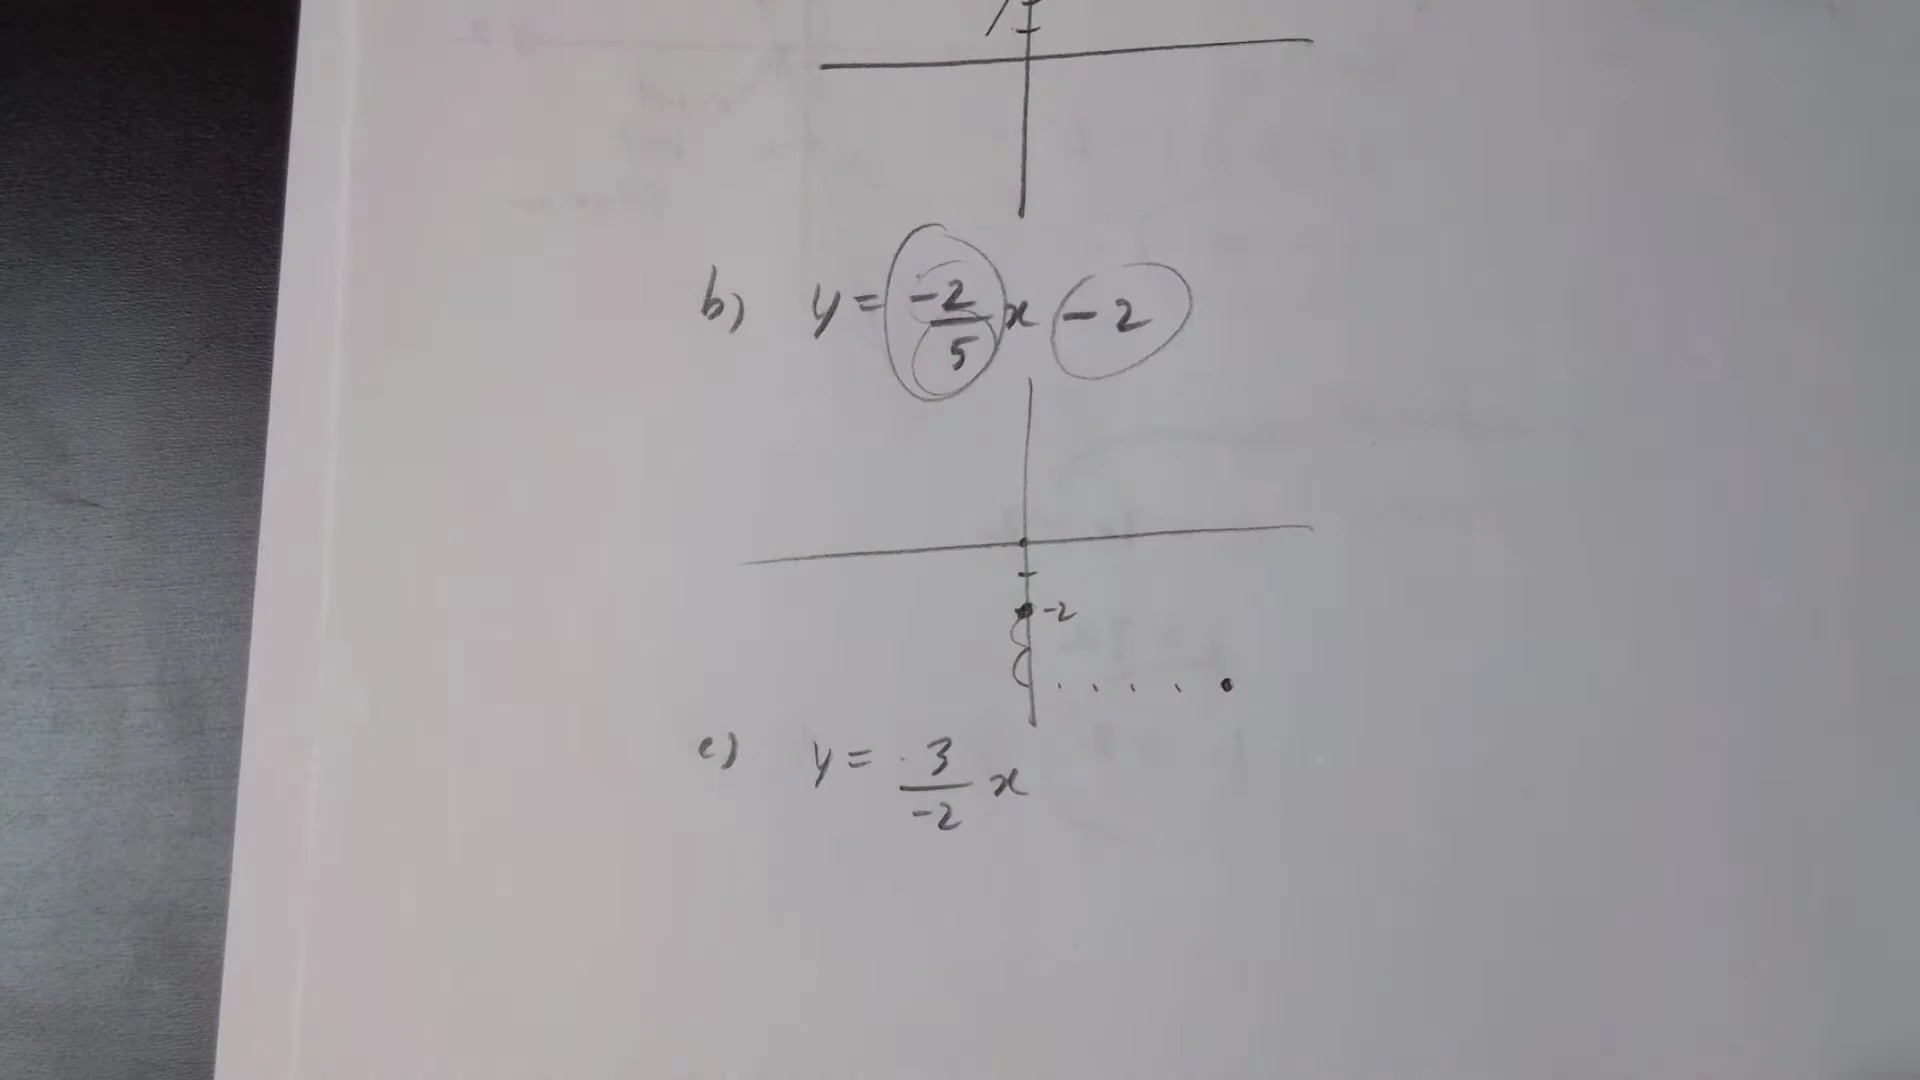 b) y = -2/5 x - 2
-2
c) y = 3/-2 x